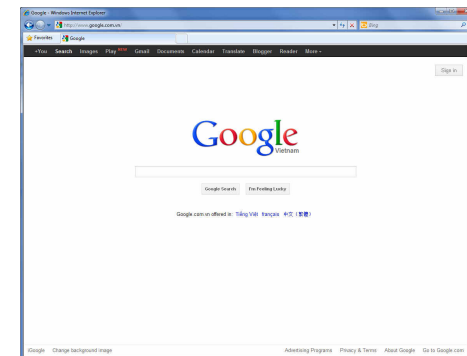 Google - Windows Internet Explorer
http://www.google.com.vn/
Bing
Favorites Google
+You Search Images Play NEW Gmail Documents Calendar Translate Blogger Reader More
Sign in
Google
Vietnam
Google Search I'm Feeling Lucky
Google.com.vn offered in: Tiếng Việt français 中文 (繁體)
iGoogle Change background image Advertising Programs Privacy & Terms About Google Go to Google.com